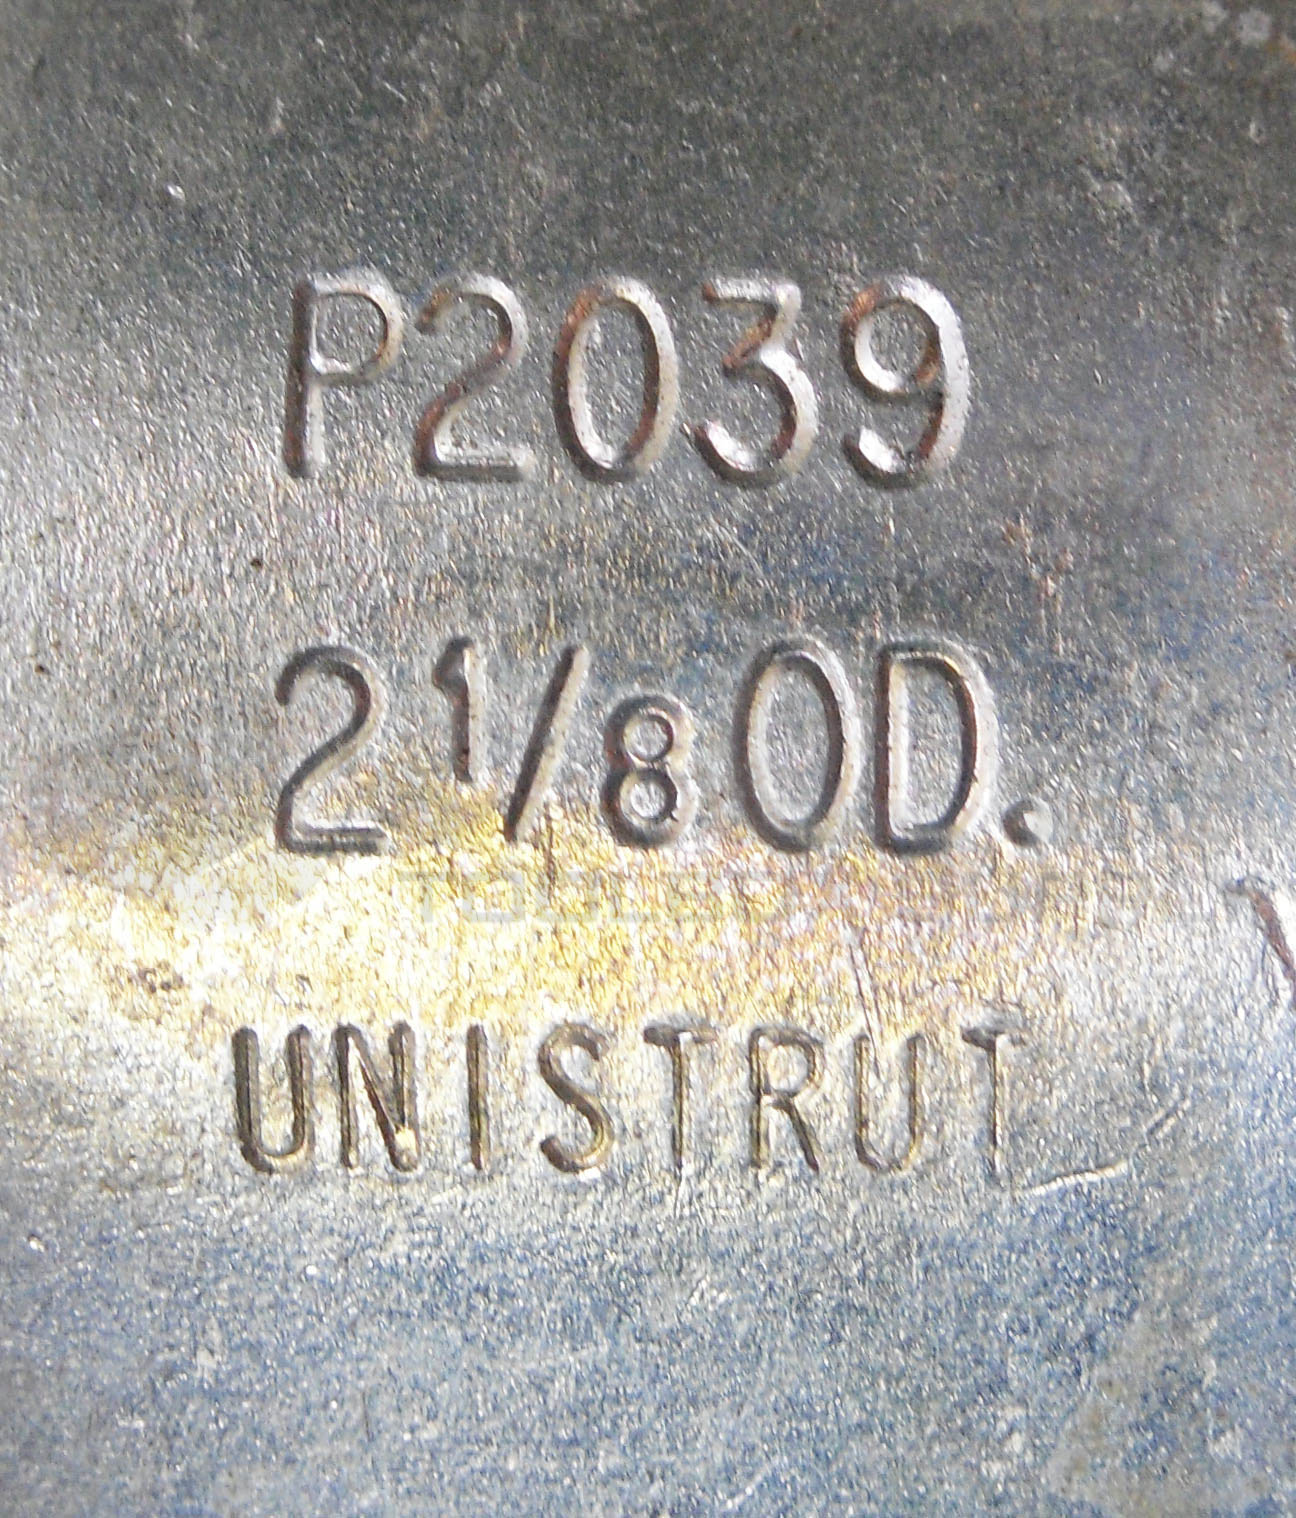 P2039
2 1/8 OD.
UNISTRUT